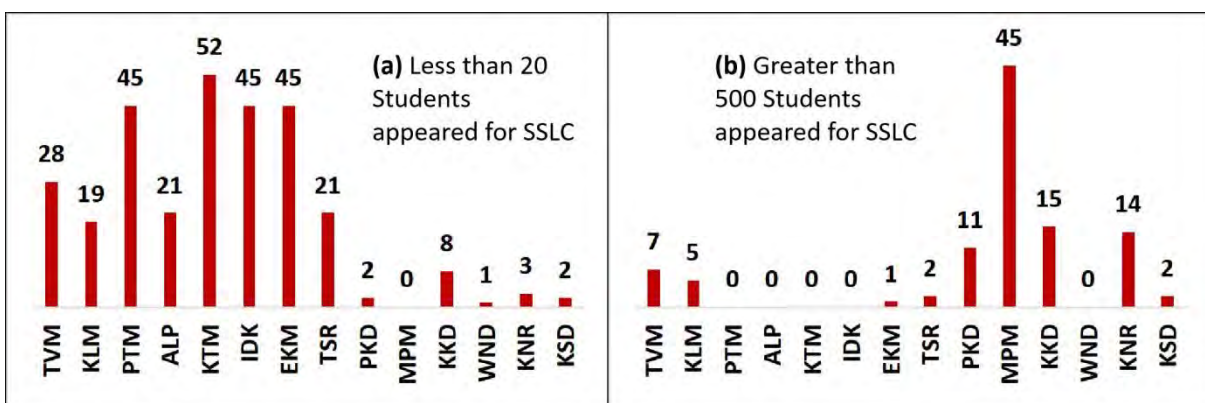 (a) Less than 20
Students
appeared for SSLC
28
19
45
21
52
45
45
21
2
0
8
1
3
2
TVM
KLM
PTM
ALP
KTM
IDK
EKM
TSR
PKD
MPM
KKD
WND
KNR
KSD
(b) Greater than
500 Students
appeared for SSLC
7
5
0
0
0
0
1
2
11
45
15
0
14
2
TVM
KLM
PTM
ALP
KTM
IDK
EKM
TSR
PKD
MPM
KKD
WND
KNR
KSD